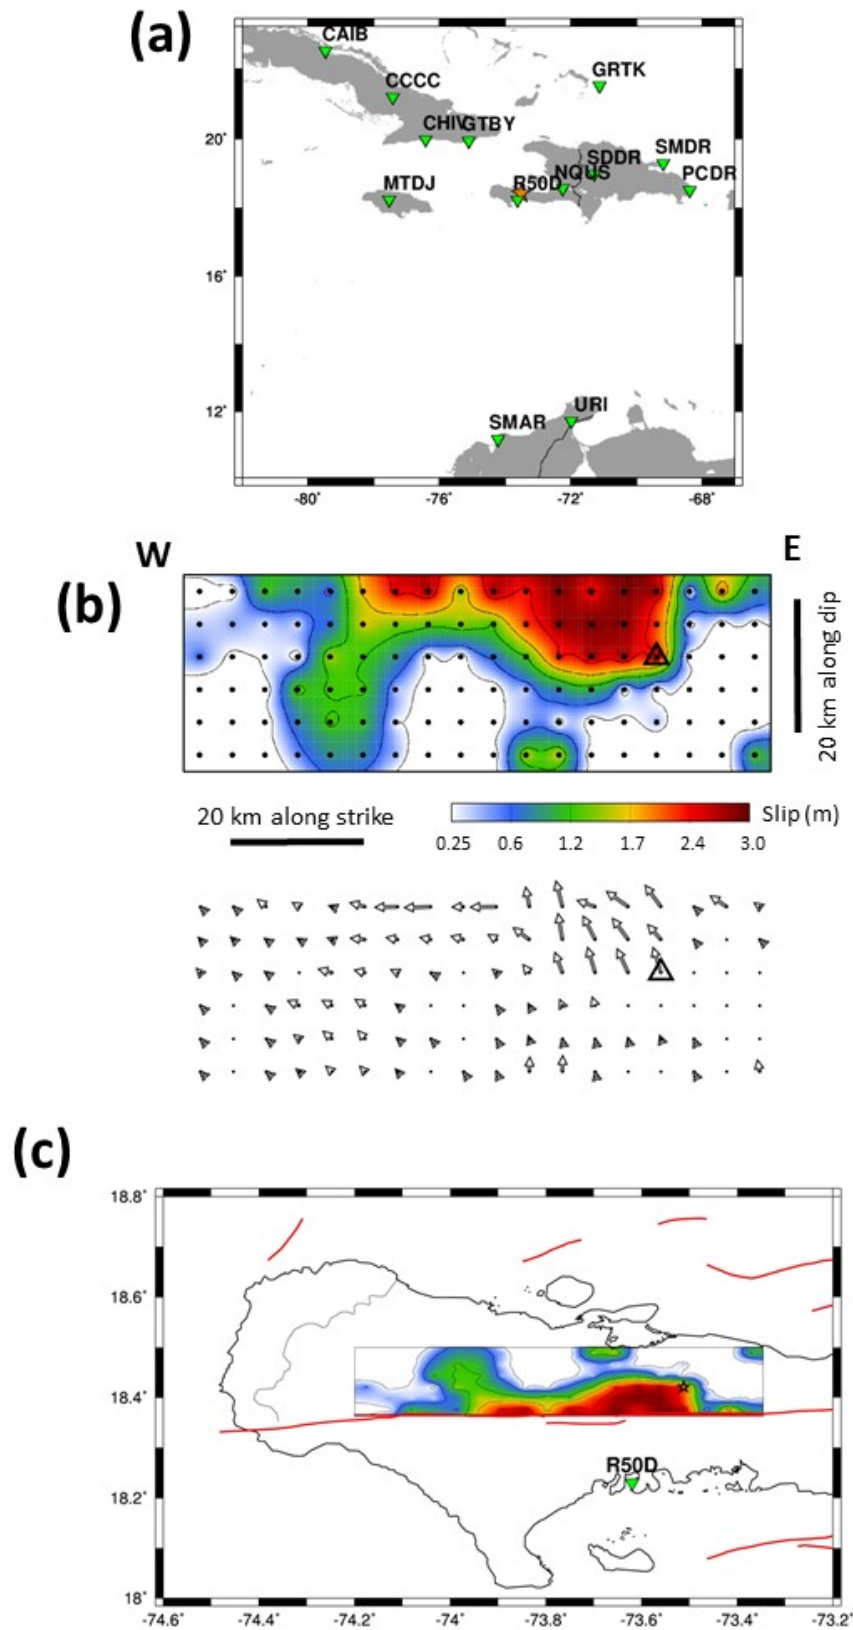 (a)
CAIB
CCCC
GRTK
CHIV
GTBY
20°
SDDR
SMDR
NQUS
PCDR
MTDJ
R50D
16°
12°
URI
SMAR
-80° -76° -72° -68°
W E
(b)
20 km along dip
20 km along strike
Slip (m)
0.25 0.6 1.2 1.7 2.4 3.0
(c)
18.8°
18.6°
18.4°
R50D
18.2°
18°
-74.6° -74.4° -74.2° -74° -73.8° -73.6° -73.4° -73.2°